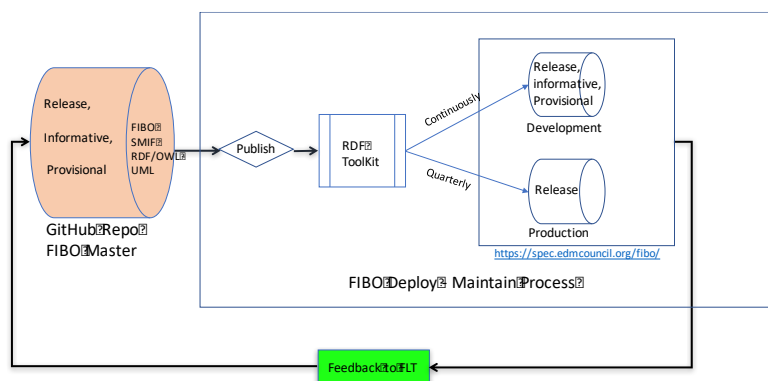 Release,
Informative,
Provisional
FIBO
SMIF
RDF/OWL
UML
GitHub Repo
FIBO Master
Publish
RDF
ToolKit
Continuously
Quarterly
Release,
informative,
Provisional
Development
Release
Production
https://spec.edmcouncil.org/fibo/
FIBO Deploy – Maintain Process
Feedback to FLT